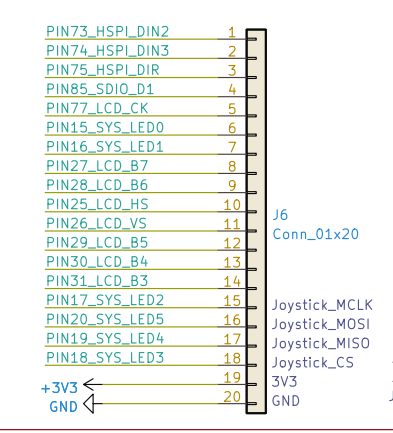 PIN73_HSPI_DIN2 1
PIN74_HSPI_DIN3 2
PIN75_HSPI_DIR 3
PIN85_SDIO_D1 4
PIN77_LCD_CK 5
PIN15_SYS_LED0 6
PIN16_SYS_LED1 7
PIN27_LCD_B7 8
PIN28_LCD_B6 9
PIN25_LCD_HS 10
J6
PIN26_LCD_VS 11
Conn_01x20
PIN29_LCD_B5 12
PIN30_LCD_B4 13
PIN31_LCD_B3 14
PIN17_SYS_LED2 15 Joystick_MCLK
PIN20_SYS_LED5 16 Joystick_MOSI
PIN19_SYS_LED4 17 Joystick_MISO
PIN18_SYS_LED3 18 Joystick_CS
+3V3 19 3V3
GND 20 GND